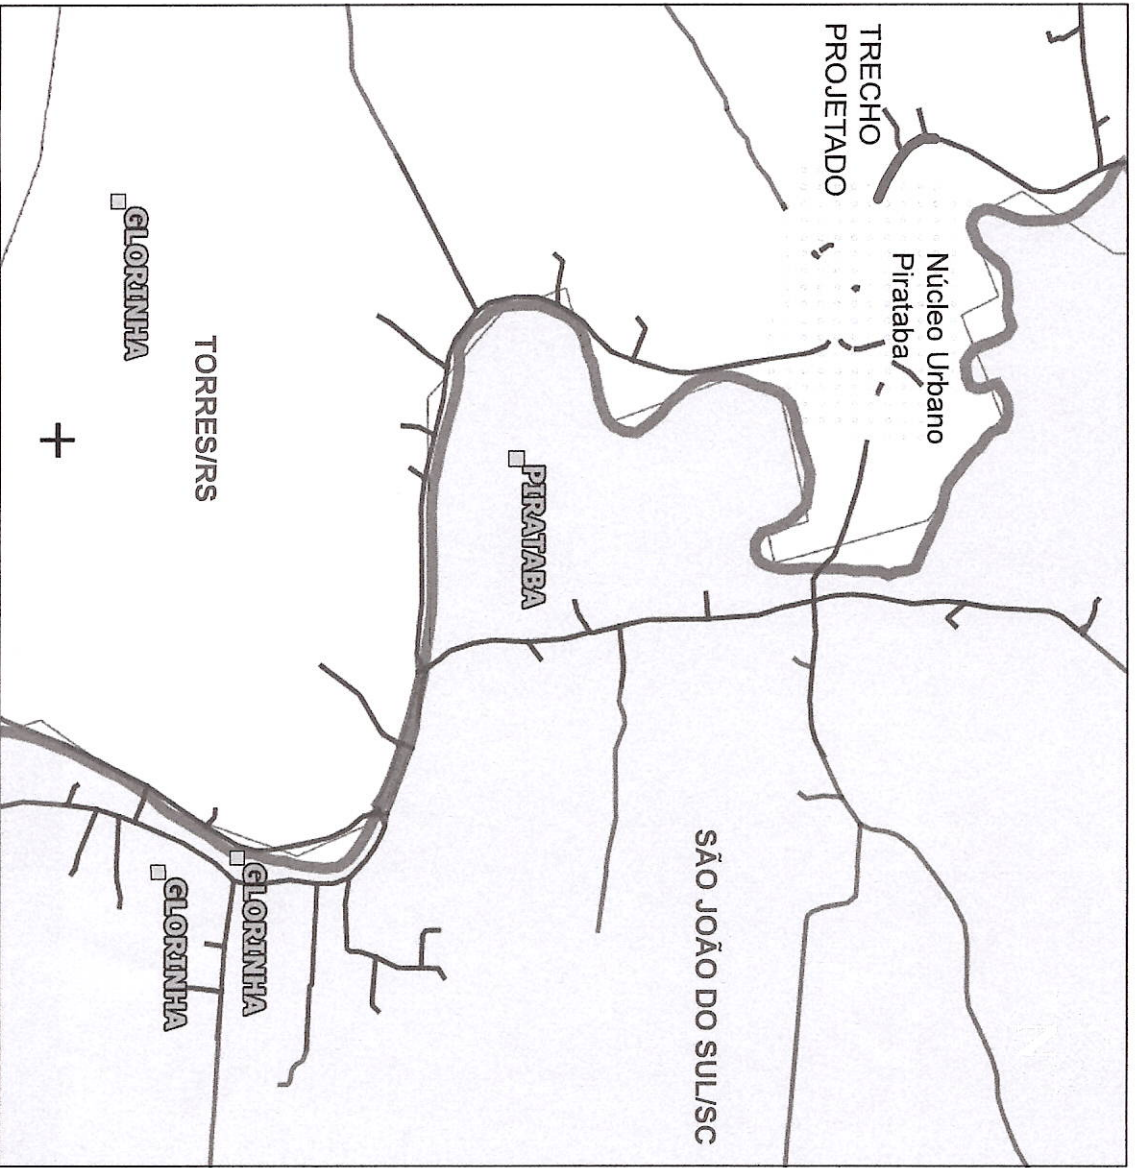 TRECHO
PROJETADO
Núcleo Urbano
Pirataba
SÃO JOÃO DO SUL/SC
PIRATABA
TORRES/RS
GLORINHA
GLORINHA
GLORINHA